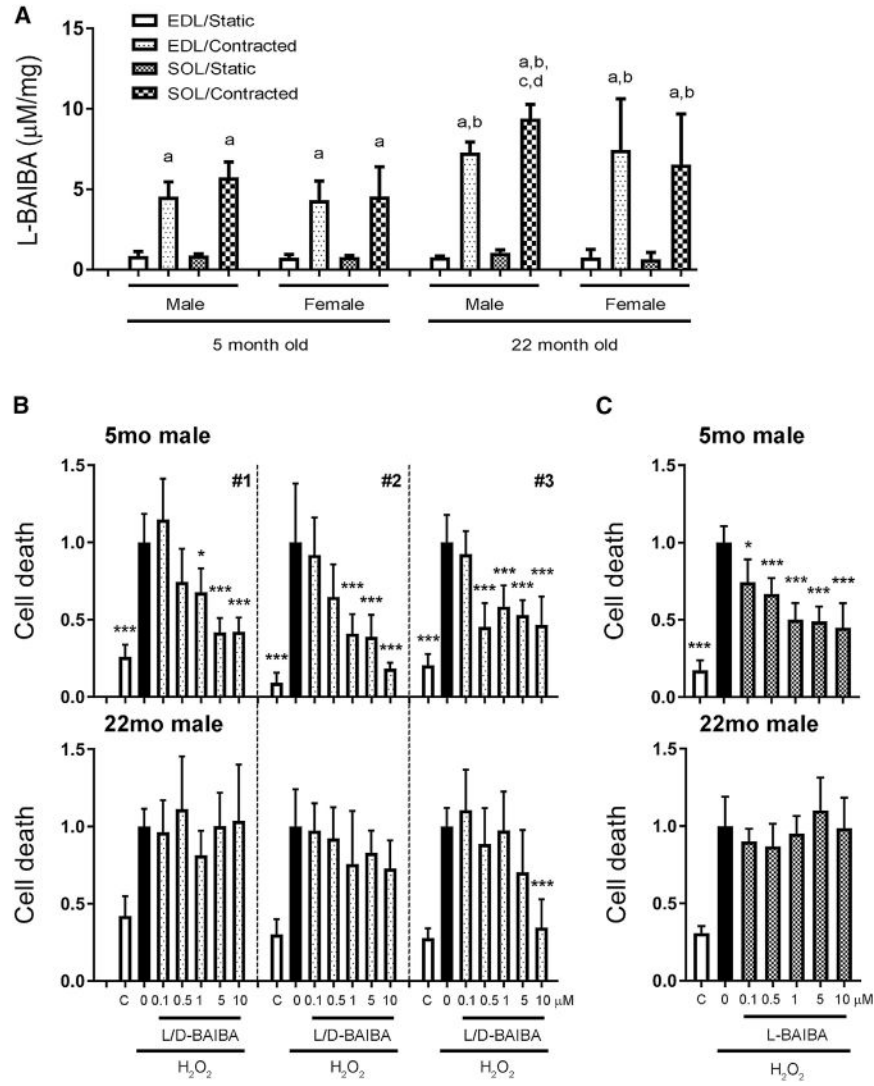 A
EDL/Static
EDL/Contracted
SOL/Static
SOL/Contracted
L-BAIBA (µM/mg)
15
10
5
0
a
a
a
a
a,b
a,b,
c,d
a,b
a,b
Male
Female
Male
Female
5 month old
22 month old
B
5mo male
Cell death
1.5
1.0
0.5
0.0
#1
#2
#3
***
*
***
***
***
***
***
***
***
***
***
***
***
22mo male
Cell death
1.5
1.0
0.5
0.0
***
C 0 0.1 0.5 1 5 10 C 0 0.1 0.5 1 5 10 C 0 0.1 0.5 1 5 10 µM
L/D-BAIBA L/D-BAIBA L/D-BAIBA
H₂O₂ H₂O₂ H₂O₂
C
5mo male
Cell death
1.5
1.0
0.5
0.0
***
*
***
***
***
***
22mo male
Cell death
1.5
1.0
0.5
0.0
C 0 0.1 0.5 1 5 10 µM
L-BAIBA
H₂O₂